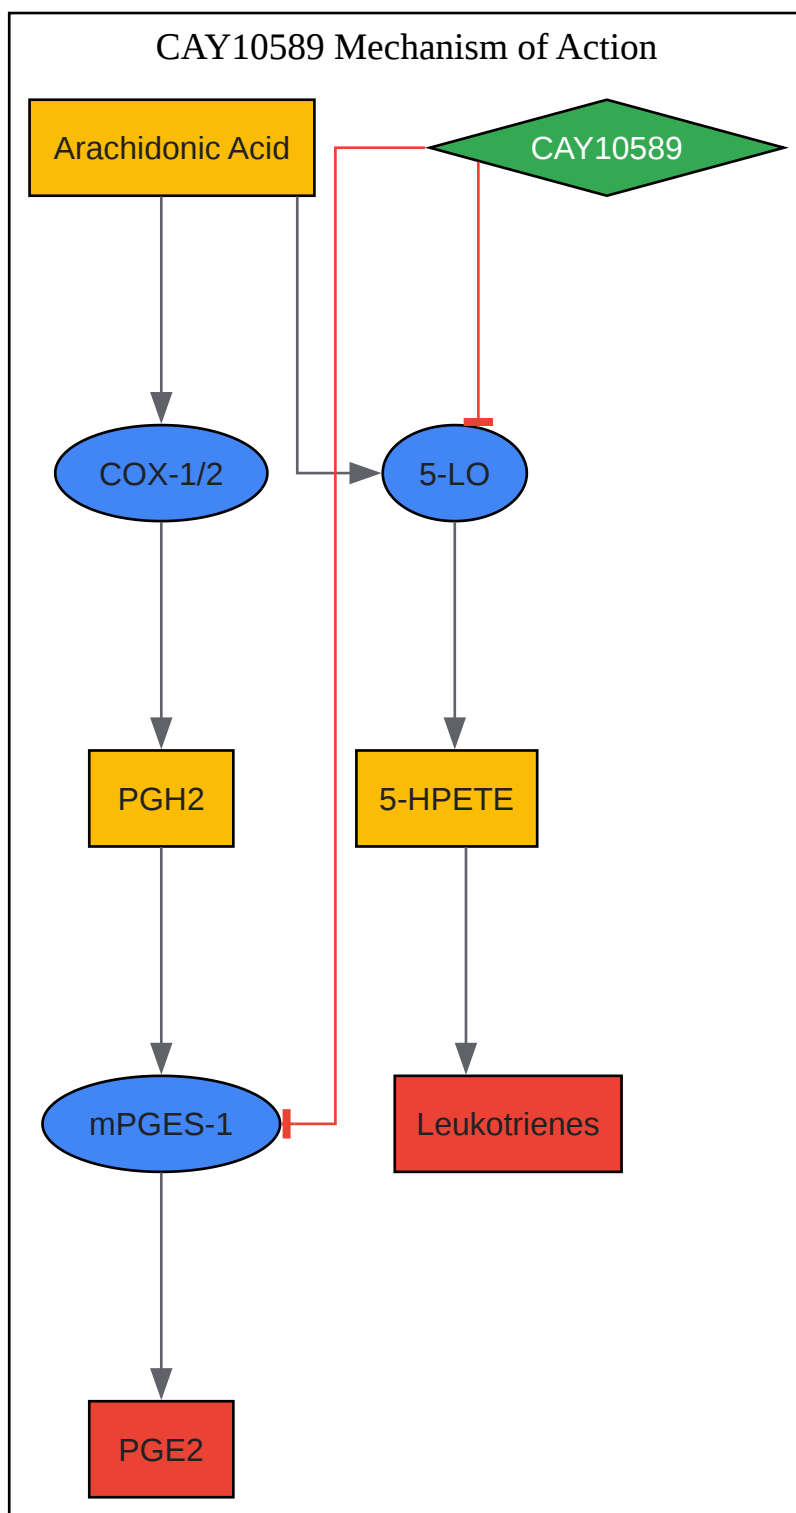 CAY10589 Mechanism of Action
Arachidonic Acid
CAY10589
COX-1/2
5-LO
PGH2
5-HPETE
mPGES-1
Leukotrienes
PGE2